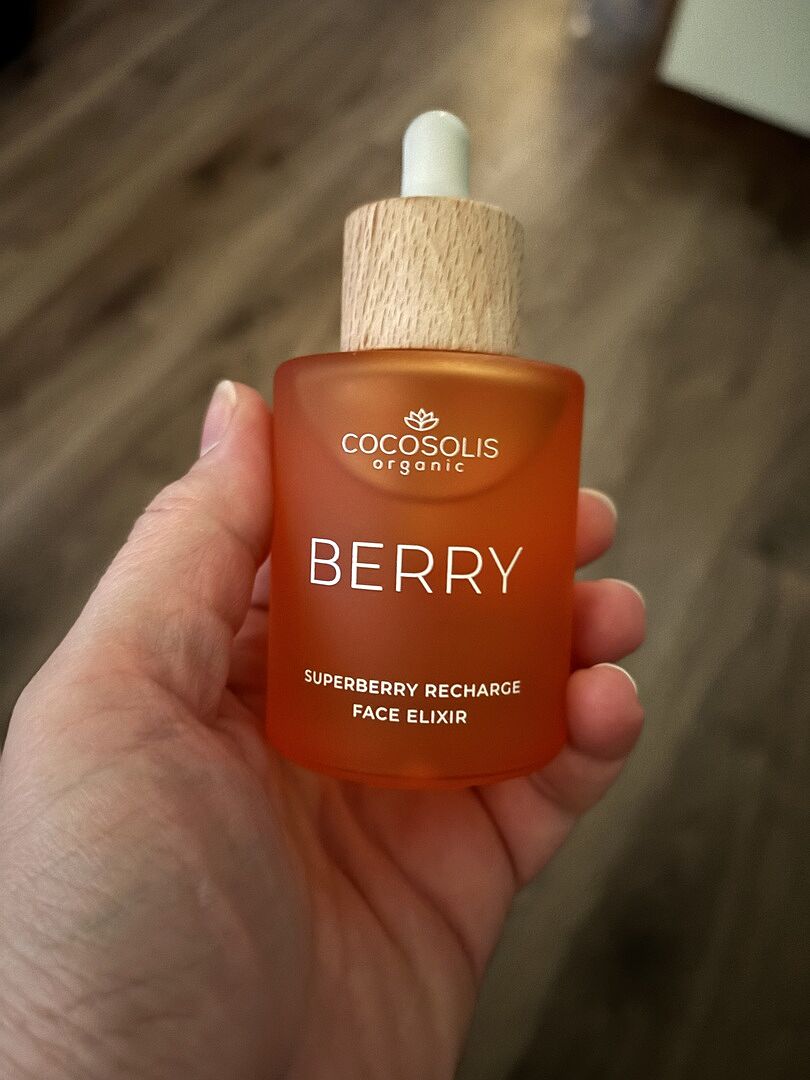 COCOSOLIS
organic
BERRY
SUPERBERRY RECHARGE
FACE ELIXIR